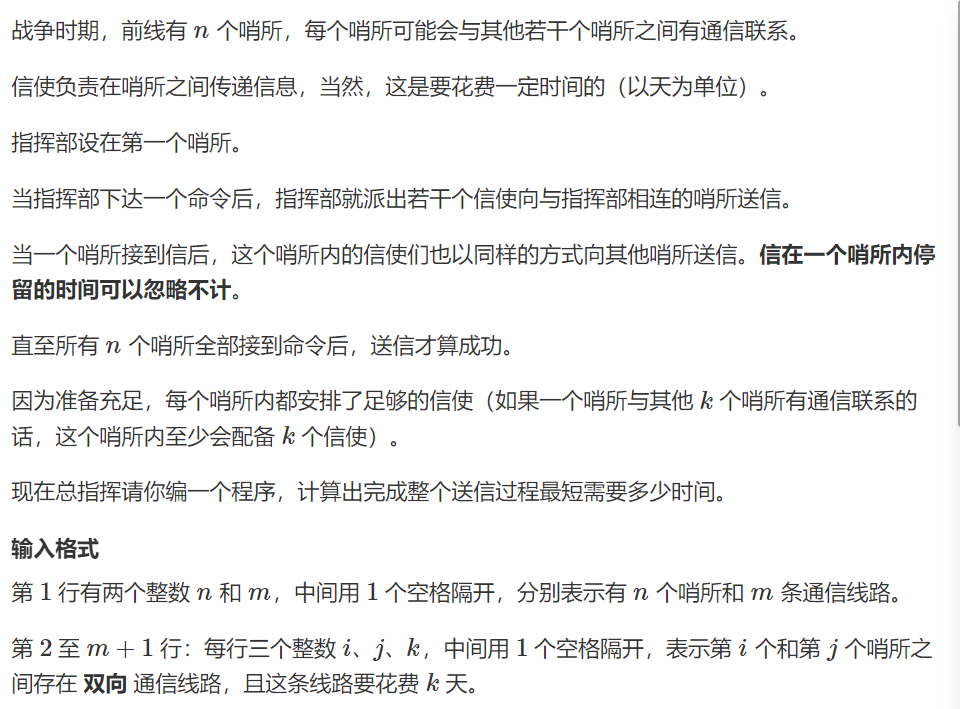 战争时期，前线有 n 个哨所，每个哨所可能会与其他若干个哨所之间有通信联系。
信使负责在哨所之间传递信息，当然，这是要花费一定时间的（以天为单位）。
指挥部设在第一个哨所。
当指挥部下达一个命令后，指挥部就派出若干个信使向与指挥部相连的哨所送信。
当一个哨所接到信后，这个哨所内的信使们也以同样的方式向其他哨所送信。信在一个哨所内停
留的时间可以忽略不计。
直至所有 n 个哨所全部接到命令后，送信才算成功。
因为准备充足，每个哨所内都安排了足够的信使（如果一个哨所与其他 k 个哨所有通信联系的
话，这个哨所内至少会配备 k 个信使）。
现在总指挥请你编一个程序，计算出完成整个送信过程最短需要多少时间。
输入格式
第 1 行有两个整数 n 和 m，中间用 1 个空格隔开，分别表示有 n 个哨所和 m 条通信线路。
第 2 至 m + 1 行：每行三个整数 i、j、k，中间用 1 个空格隔开，表示第 i 个和第 j 个哨所之
间存在 双向 通信线路，且这条线路要花费 k 天。